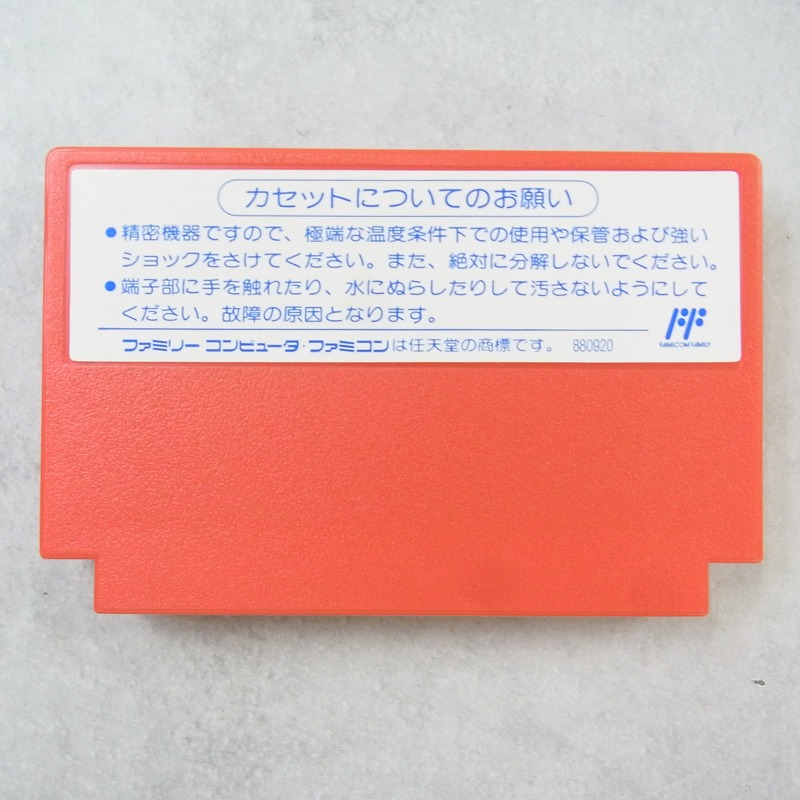 カセットについてのお願い
●精密機器ですので、極端な温度条件下での使用や保管および強い
ショックをさけてください。また、絶対に分解しないでください。
●端子部に手を触れたり、水にぬらしたりして汚さないようにして
ください。故障の原因となります。
ファミリーコンピュータ・ファミコンは任天堂の商標です。 880920
FAMICOM FAMILY